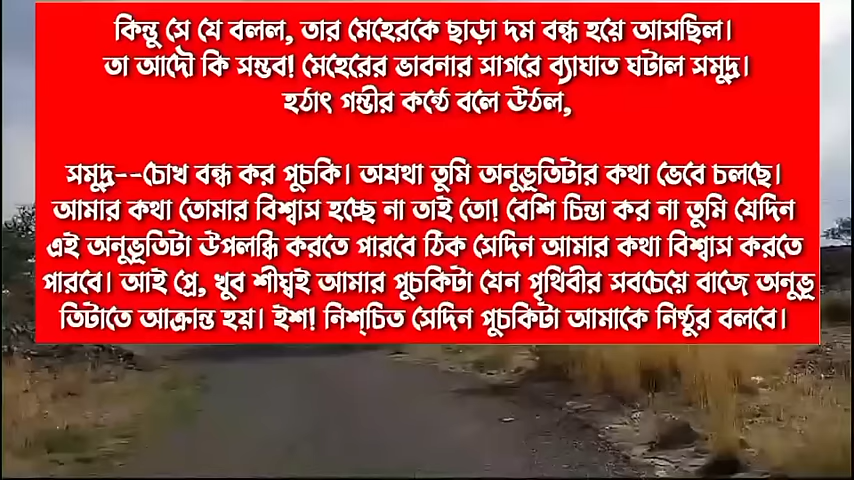 কিন্তু সে যে বলল, তার মেহেরকে ছাড়া দম বন্ধ হয়ে আসছিল।
তা আদৌ কি সম্ভব! মেহেরের ভাবনার সাগরে ব্যাঘাত ঘটাল সমুদ্র।
হঠাৎ গম্ভীর কন্ঠে বলে উঠল,
সমুদ্র--চোখ বন্ধ কর পুচকি। অযথা তুমি অনুভূতিটার কথা ভেবে চলছে।
আমার কথা তোমার বিশ্বাস হচ্ছে না তাই তো! বেশি চিন্তা কর না তুমি যেদিন
এই অনুভূতিটা উপলব্ধি করতে পারবে ঠিক সেদিন আমার কথা বিশ্বাস করতে
পারবে। আই প্রে, খুব শীঘ্রই আমার পুচকিটা যেন পৃথিবীর সবচেয়ে বাজে অনুভূ
তিটাতে আক্রান্ত হয়। ইশ! নিশ্চিত সেদিন পুচকিটা আমাকে নিষ্ঠুর বলবে।